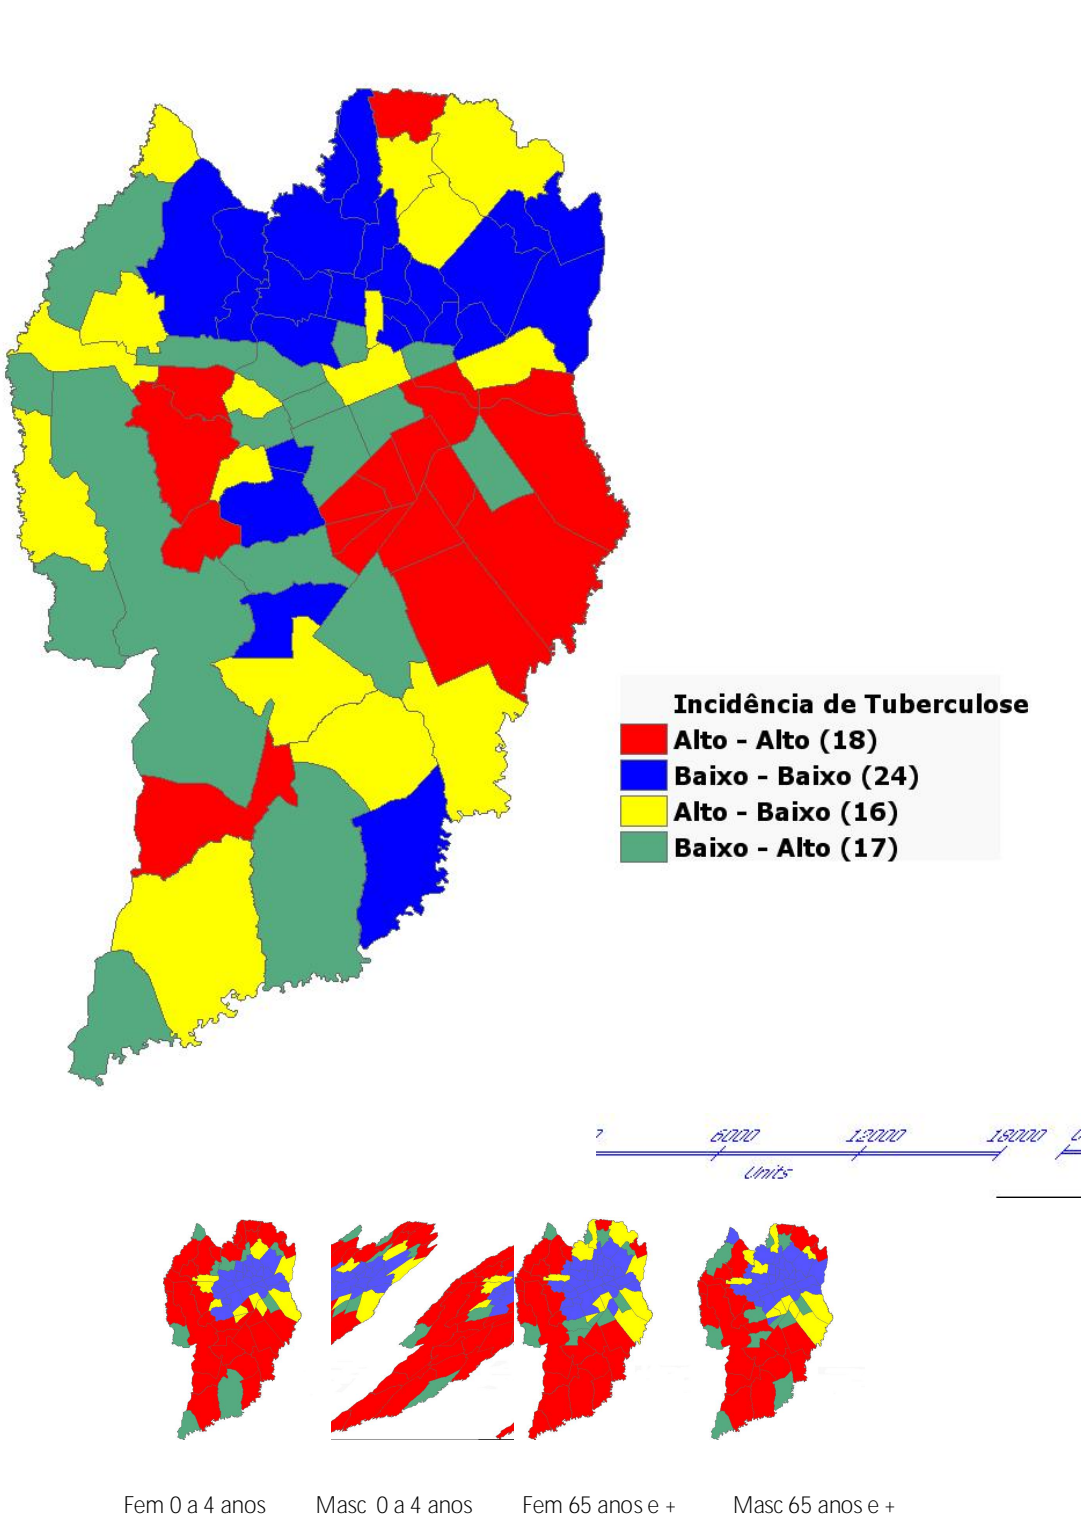 Incidência de Tuberculose
Alto - Alto (18)
Baixo - Baixo (24)
Alto - Baixo (16)
Baixo - Alto (17)
6000 12000 18000
Units
Fem 0 a 4 anos Masc 0 a 4 anos Fem 65 anos e + Masc 65 anos e +